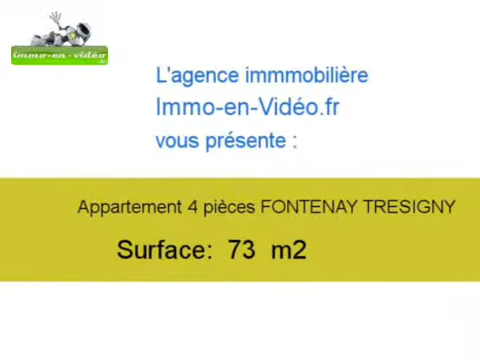 immo-en-vidéo
L'agence immmobilière
Immo-en-Vidéo.fr
vous présente :
Appartement 4 pièces FONTENAY TRESIGNY
Surface: 73 m2